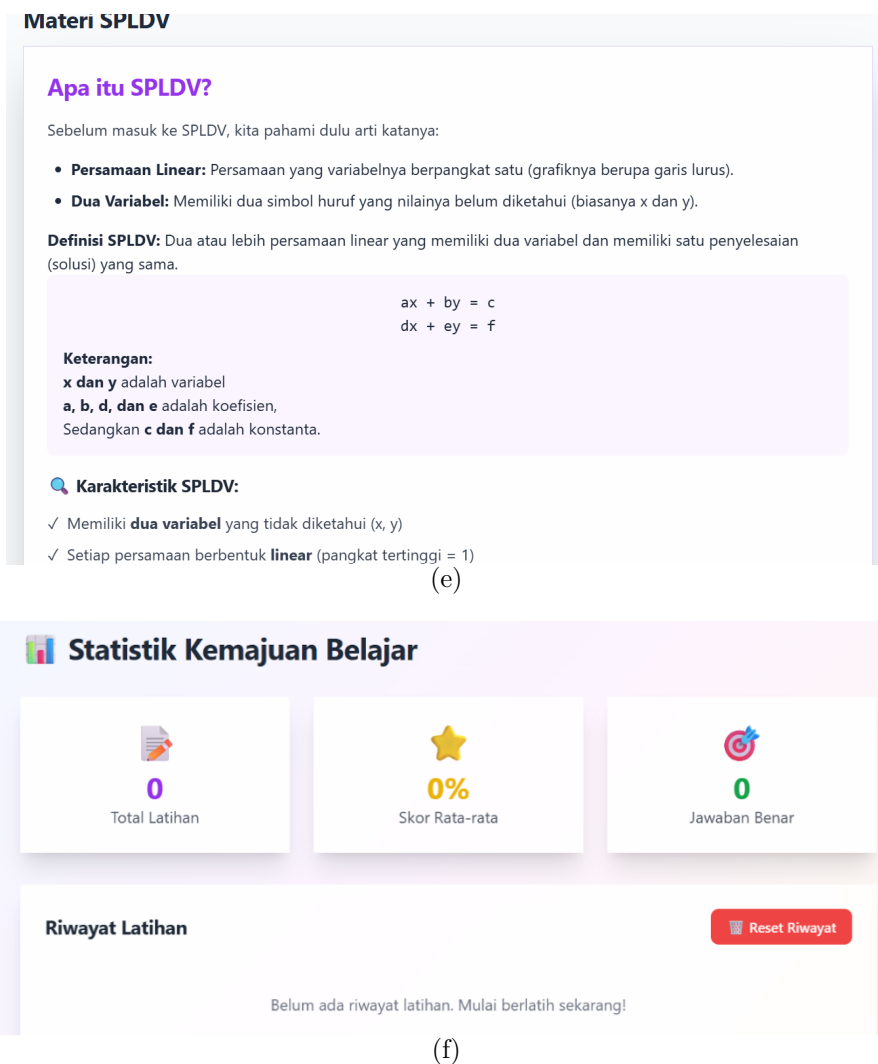 Materi SPLDV
Apa itu SPLDV?
Sebelum masuk ke SPLDV, kita pahami dulu arti katanya:
• Persamaan Linear: Persamaan yang variabelnya berpangkat satu (grafiknya berupa garis lurus).
• Dua Variabel: Memiliki dua simbol huruf yang nilainya belum diketahui (biasanya x dan y).
Definisi SPLDV: Dua atau lebih persamaan linear yang memiliki dua variabel dan memiliki satu penyelesaian
(solusi) yang sama.
ax + by = c
dx + ey = f
Keterangan:
x dan y adalah variabel
a, b, d, dan e adalah koefisien,
Sedangkan c dan f adalah konstanta.
🔍 Karakteristik SPLDV:
✓ Memiliki dua variabel yang tidak diketahui (x, y)
✓ Setiap persamaan berbentuk linear (pangkat tertinggi = 1)
(e)
📊 Statistik Kemajuan Belajar
0
Total Latihan
0%
Skor Rata-rata
0
Jawaban Benar
Riwayat Latihan
🗑 Reset Riwayat
Belum ada riwayat latihan. Mulai berlatih sekarang!
(f)